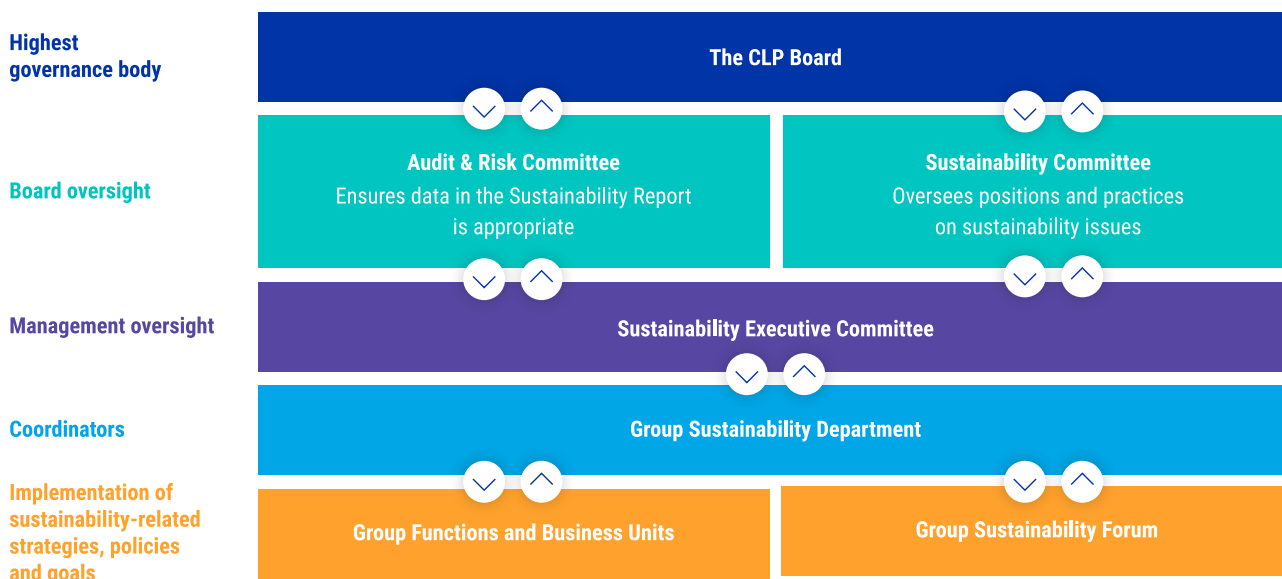 Highest
governance body
The CLP Board
Board oversight
Audit & Risk Committee
Ensures data in the Sustainability Report
is appropriate
Sustainability Committee
Oversees positions and practices
on sustainability issues
Management oversight
Sustainability Executive Committee
Coordinators
Group Sustainability Department
Implementation of
sustainability-related
strategies, policies
and goals
Group Functions and Business Units
Group Sustainability Forum